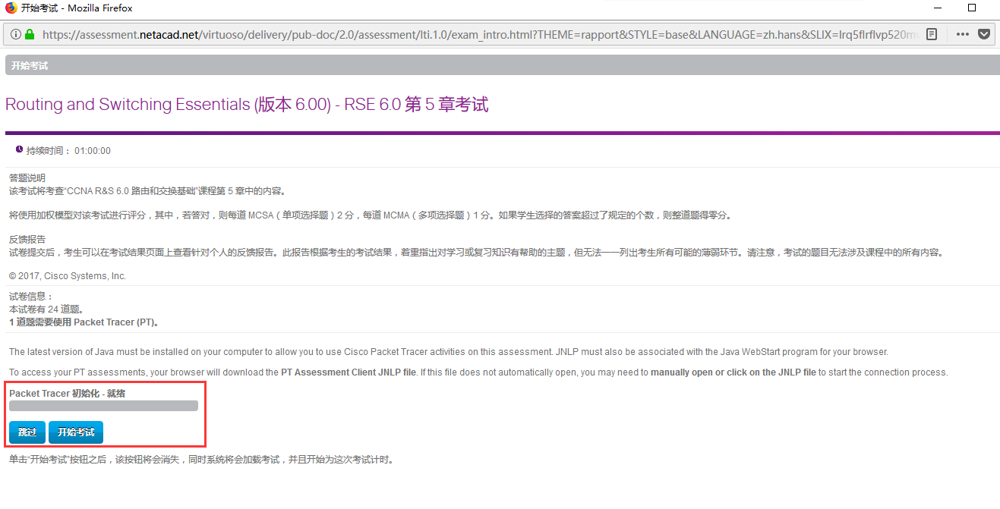 开始考试 - Mozilla Firefox
https://assessment.netacad.net/virtuoso/delivery/pub-doc/2.0/assessment/lti.1.0/exam_intro.html?THEME=rapport&STYLE=base&LANGUAGE=zh.hans&SLIX=lrq5flrflvp520m
开始考试
Routing and Switching Essentials (版本 6.00) - RSE 6.0 第 5 章考试
持续时间： 01:00:00
答题说明
该考试将考查“CCNA R&S 6.0 路由和交换基础”课程第 5 章中的内容。
将使用加权模型对该考试进行评分，其中，若答对，则每道 MCSA（单项选择题）2 分，每道 MCMA（多项选择题）1 分。如果学生选择的答案超过了规定的个数，则整道题得零分。
反馈报告
试卷提交后，考生可以在考试结果页面上查看针对个人的反馈报告。此报告根据考生的考试结果，着重指出对学习或复习知识有帮助的主题，但无法一一列出考生所有可能的薄弱环节。请注意，考试的题目无法涉及课程中的所有内容。
© 2017, Cisco Systems, Inc.
试卷信息：
本试卷有 24 道题。
1 道题需要使用 Packet Tracer (PT)。
The latest version of Java must be installed on your computer to allow you to use Cisco Packet Tracer activities on this assessment. JNLP must also be associated with the Java WebStart program for your browser.
To access your PT assessments, your browser will download the PT Assessment Client JNLP file. If this file does not automatically open, you may need to manually open or click on the JNLP file to start the connection process.
Packet Tracer 初始化 - 就绪
跳过 开始考试
单击“开始考试”按钮之后，该按钮将会消失，同时系统将会加载考试，并且开始为这次考试计时。